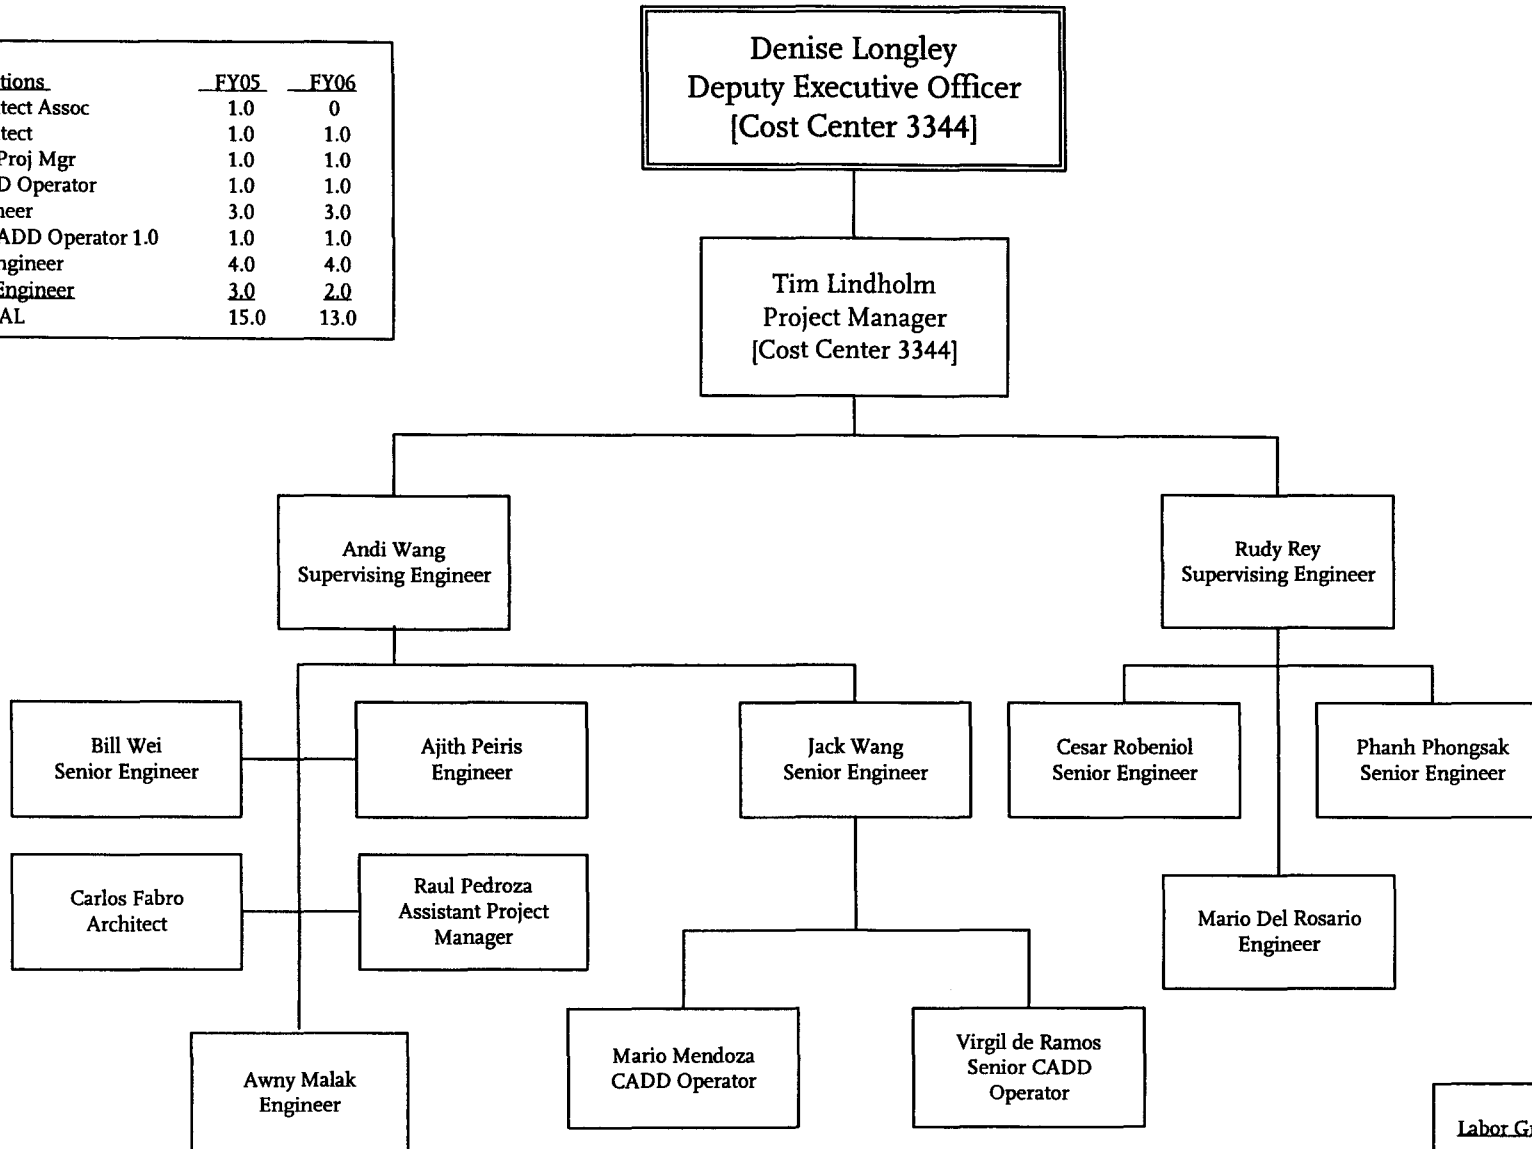 Denise Longley
Deputy Executive Officer
[Cost Center 3344]
tions FY05 FY06
tect Assoc 1.0 0
tect 1.0 1.0
Proj Mgr 1.0 1.0
D Operator 1.0 1.0
neer 3.0 3.0
ADD Operator 1.0 1.0 1.0
ngineer 4.0 4.0
Engineer 3.0 2.0
AL 15.0 13.0
Tim Lindholm
Project Manager
[Cost Center 3344]
Andi Wang
Supervising Engineer
Rudy Rey
Supervising Engineer
Bill Wei
Senior Engineer
Ajith Peiris
Engineer
Jack Wang
Senior Engineer
Cesar Robeniol
Senior Engineer
Phanh Phongsak
Senior Engineer
Carlos Fabro
Architect
Raul Pedroza
Assistant Project
Manager
Mario Del Rosario
Engineer
Awny Malak
Engineer
Mario Mendoza
CADD Operator
Virgil de Ramos
Senior CADD
Operator
Labor G